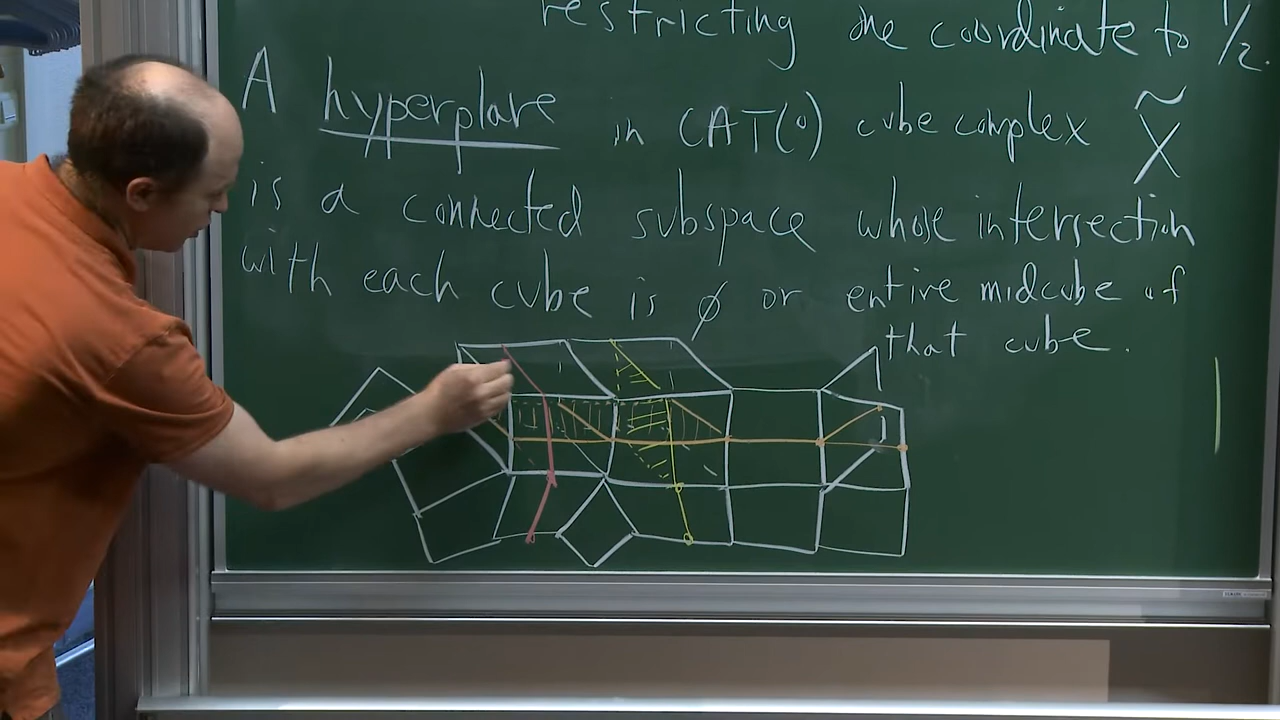 restricting one coordinate to 1/2.
A hyperplane in CAT(0) cube complex X̃
is a connected subspace whose intersection
with each cube is ø or entire midcube of
that cube.